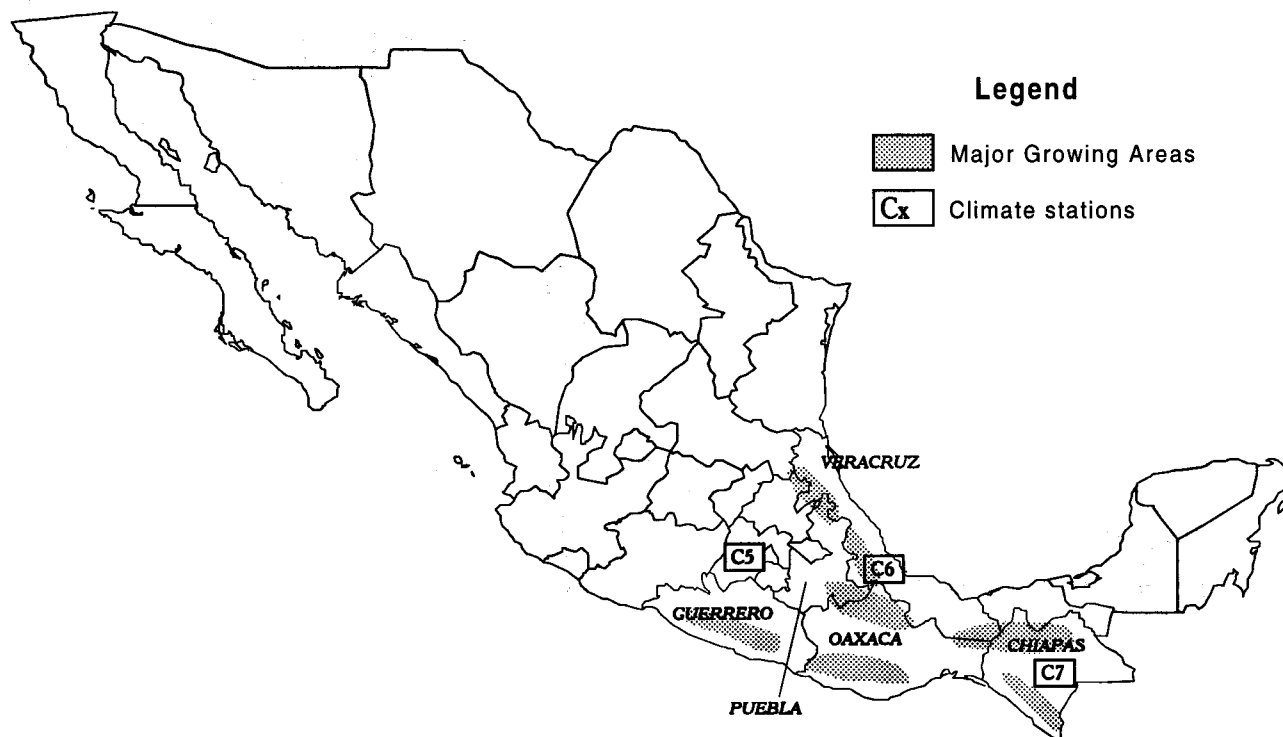 Legend
Major Growing Areas
Cx Climate stations
VERACRUZ
C5
C6
GUERRERO
OAXACA
CHIAPAS
C7
PUEBLA